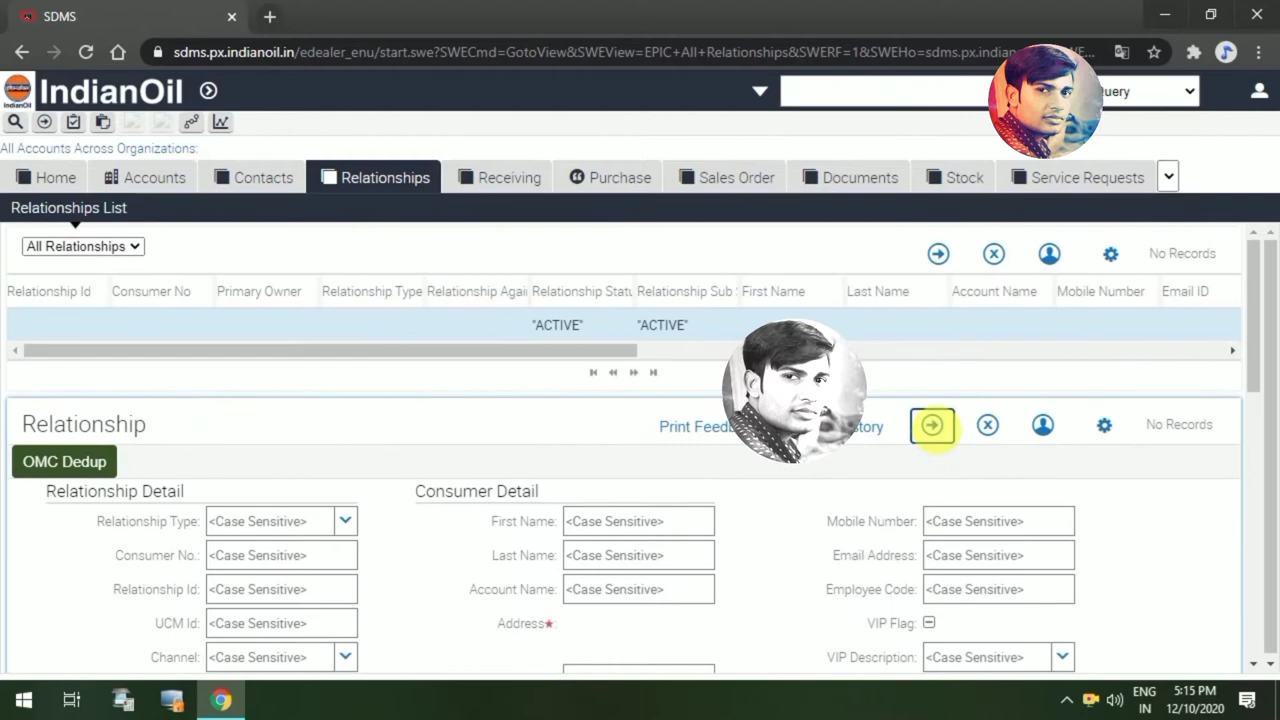 SDMS
sdms.px.indianoil.in/edealer_enu/start.swe?SWECmd=GotoView&SWEView=EPIC+All+Relationships&SWERF=1&SWEHo=sdms.px.indian
IndianOil
IndianOil
All Accounts Across Organizations:
Home Accounts Contacts Relationships Receiving Purchase Sales Order Documents Stock Service Requests
Relationships List
All Relationships No Records
Relationship Id Consumer No Primary Owner Relationship Type Relationship Agai Relationship Statu Relationship Sub First Name Last Name Account Name Mobile Number Email ID
"ACTIVE" "ACTIVE"
Relationship Print No Records
OMC Dedup
Relationship Detail Consumer Detail
Relationship Type: <Case Sensitive> First Name: <Case Sensitive> Mobile Number: <Case Sensitive>
Consumer No.: <Case Sensitive> Last Name: <Case Sensitive> Email Address: <Case Sensitive>
Relationship Id: <Case Sensitive> Account Name: <Case Sensitive> Employee Code: <Case Sensitive>
UCM Id: <Case Sensitive> Address★: VIP Flag:
Channel: <Case Sensitive> VIP Description: <Case Sensitive>
ENG 5:15 PM
IN 12/10/2020